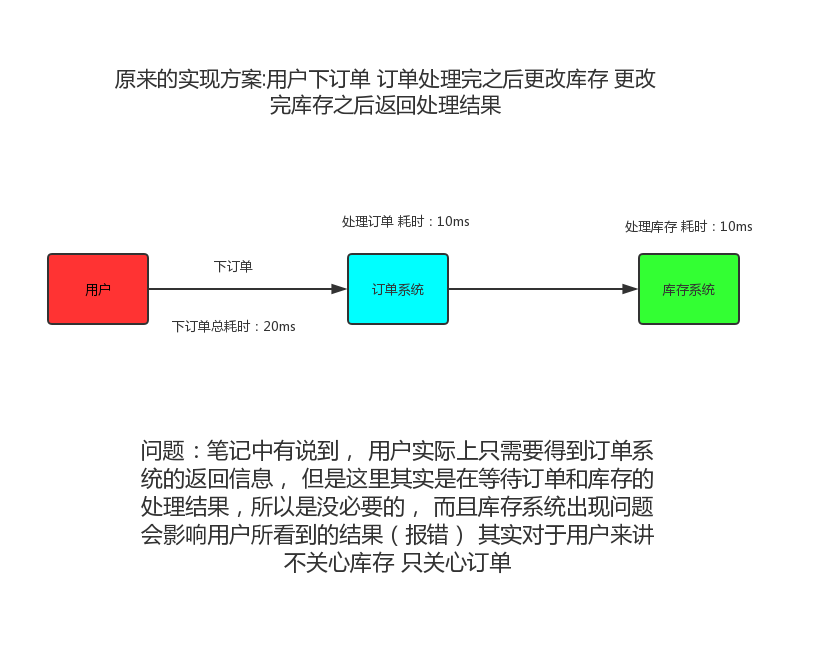 原来的实现方案:用户下订单 订单处理完之后更改库存 更改
完库存之后返回处理结果
处理订单 耗时：10ms
处理库存 耗时：10ms
下订单
用户
订单系统
库存系统
下订单总耗时：20ms
问题：笔记中有说到， 用户实际上只需要得到订单系
统的返回信息， 但是这里其实是在等待订单和库存的
处理结果，所以是没必要的， 而且库存系统出现问题
会影响用户所看到的结果（报错） 其实对于用户来讲
不关心库存 只关心订单